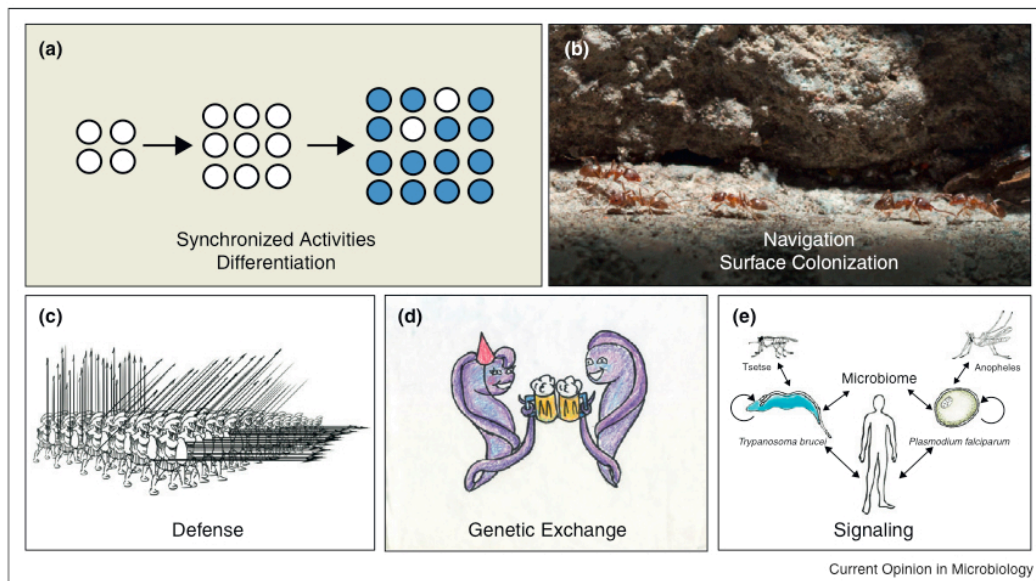 (a)
Synchronized Activities
Differentiation
(b)
Navigation
Surface Colonization
(c)
Defense
(d)
Genetic Exchange
(e)
Tsetse
Anopheles
Microbiome
Trypanosoma brucei
Plasmodium falciparum
Signaling
Current Opinion in Microbiology